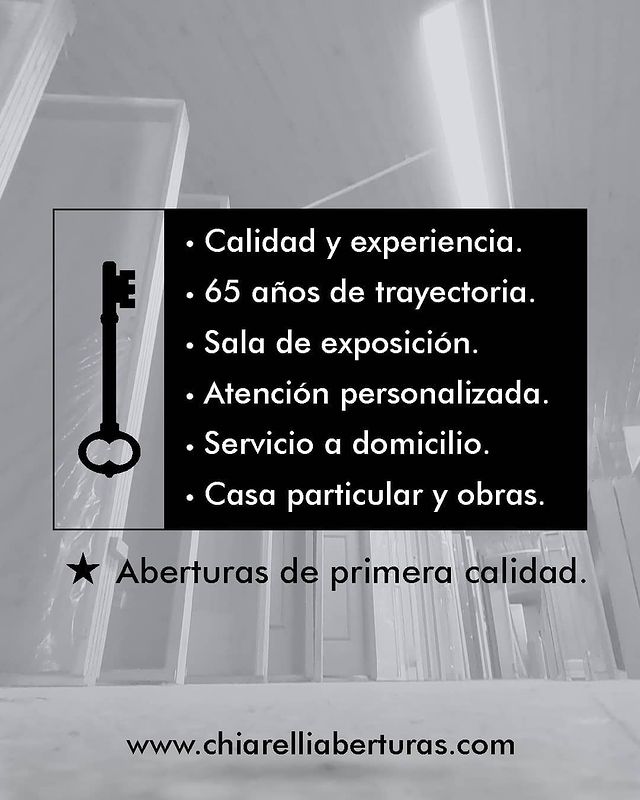 • Calidad y experiencia.
• 65 años de trayectoria.
• Sala de exposición.
• Atención personalizada.
• Servicio a domicilio.
• Casa particular y obras.
★ Aberturas de primera calidad.
www.chiarelliaberturas.com